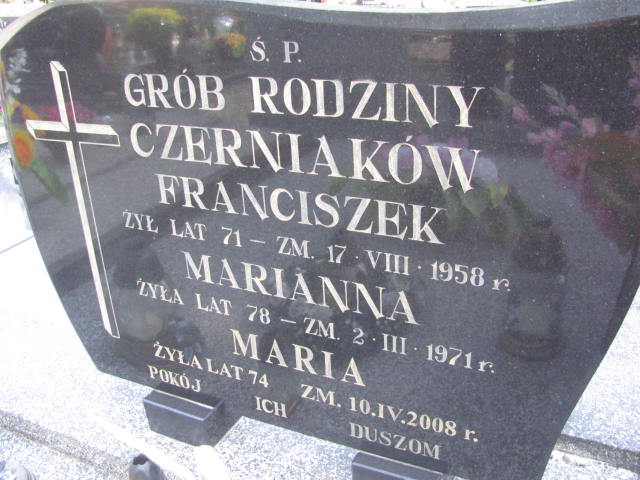 Ś. P.
GRÓB RODZINY
CZERNIAKÓW
FRANCISZEK
ŻYŁ LAT 71 – ZM. 17 · VIII · 1958 r.
MARIANNA
ŻYŁA LAT 78 – ZM. 2 · III · 1971 r.
MARIA
ŻYŁA LAT 74 ZM. 10.IV.2008 r.
POKÓJ ICH DUSZOM